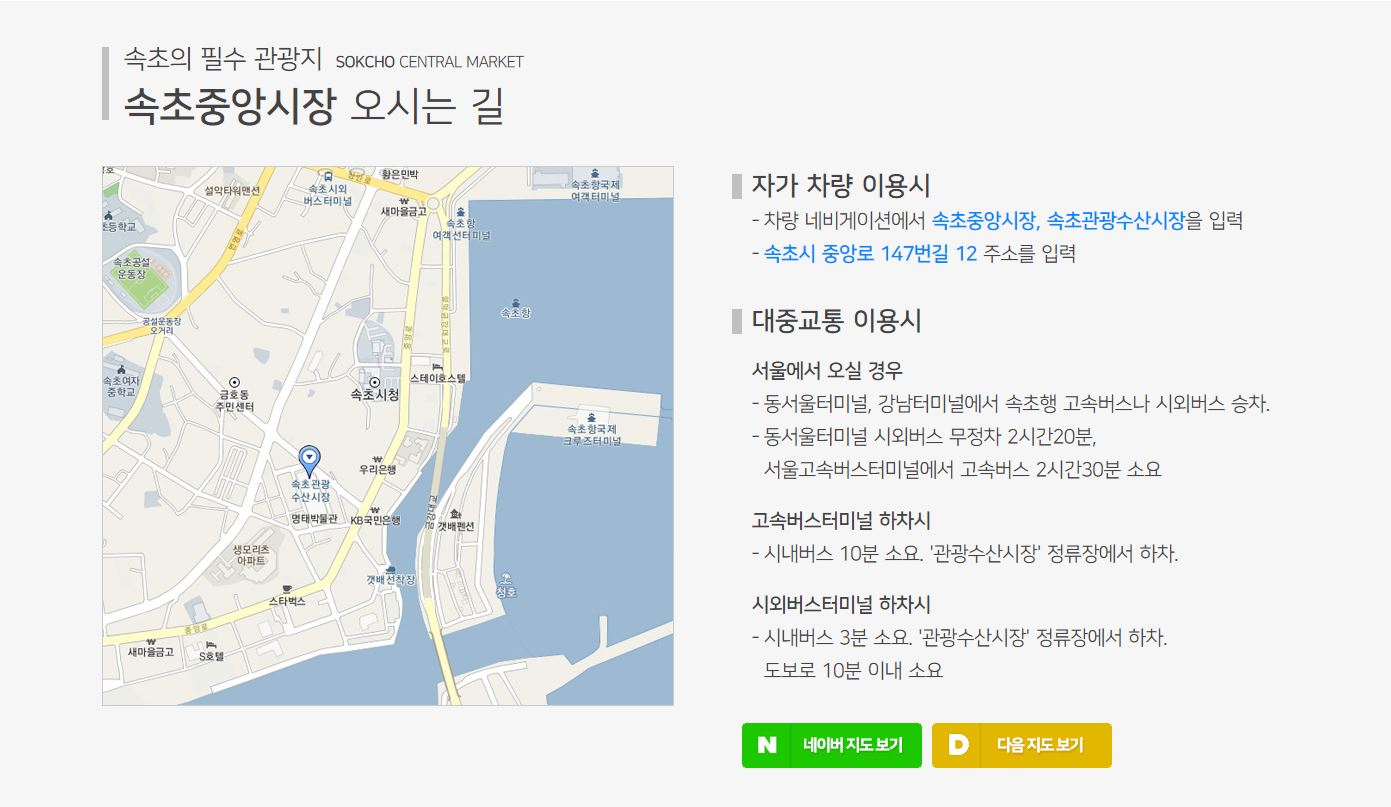 속초의 필수 관광지 SOKCHO CENTRAL MARKET
속초중앙시장 오시는 길
설악타워맨션
속초시외
버스터미널
황은민박
새마을금고
속초항
여객선터미널
속초항국제
여객터미널
초등학교
속초공설
운동장
공설운동장
오거리
속초항
중앙로
속초여자
중학교
금호동
주민센터
속초시청
스테이호스텔
속초항국제
크루즈터미널
우리은행
속초관광
수산시장
명태박물관
KB국민은행
갯배펜션
생모리츠
아파트
갯배선착장
청호
스타벅스
중앙로
새마을금고
S호텔
자가 차량 이용시
- 차량 네비게이션에서 속초중앙시장, 속초관광수산시장을 입력
- 속초시 중앙로 147번길 12 주소를 입력
대중교통 이용시
서울에서 오실 경우
- 동서울터미널, 강남터미널에서 속초행 고속버스나 시외버스 승차.
- 동서울터미널 시외버스 무정차 2시간20분,
서울고속버스터미널에서 고속버스 2시간30분 소요
고속버스터미널 하차시
- 시내버스 10분 소요. '관광수산시장' 정류장에서 하차.
시외버스터미널 하차시
- 시내버스 3분 소요. '관광수산시장' 정류장에서 하차.
도보로 10분 이내 소요
N 네이버 지도 보기
D 다음 지도 보기